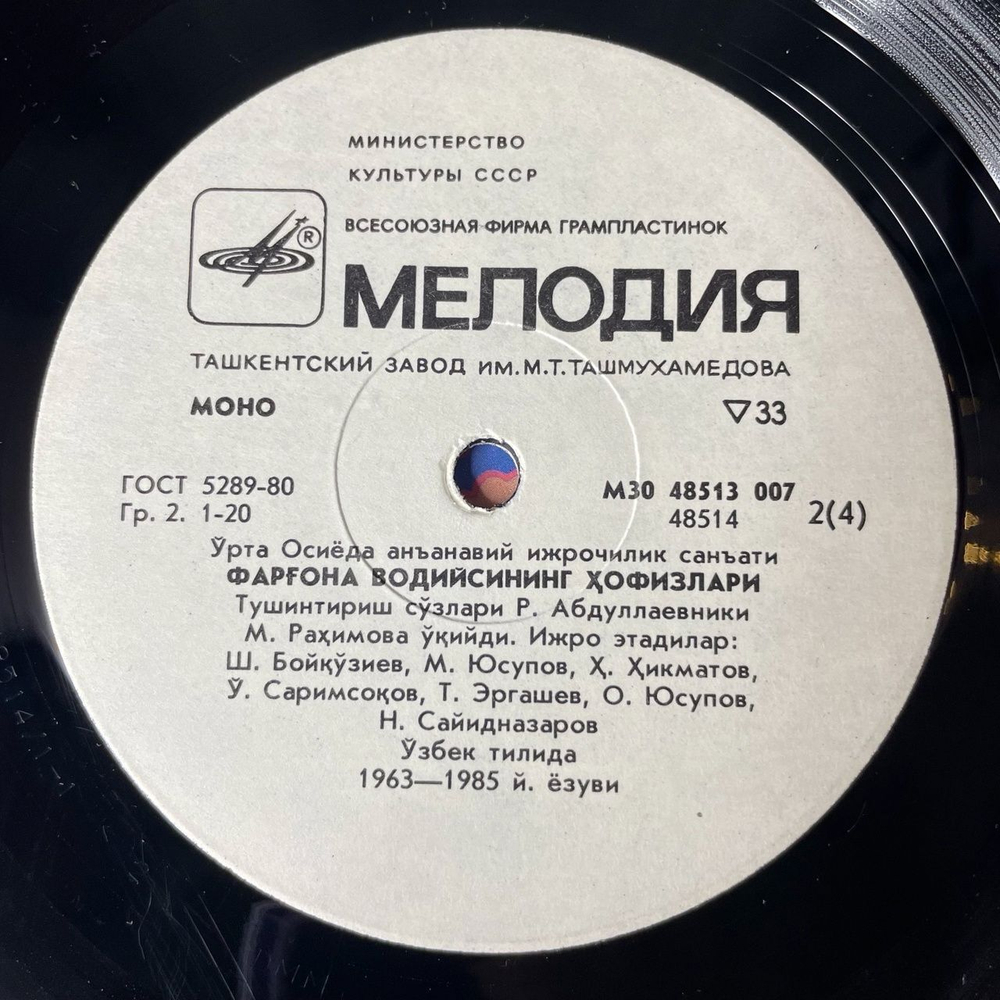 МИНИСТЕРСТВО
КУЛЬТУРЫ СССР
ВСЕСОЮЗНАЯ ФИРМА ГРАМПЛАСТИНОК
®
МЕЛОДИЯ
ТАШКЕНТСКИЙ ЗАВОД ИМ. М.Т. ТАШМУХАМЕДОВА
МОНО ▽33
ГОСТ 5289-80 М30 48513 007
Гр. 2. 1-20 48514 2(4)
Ўрта Осиёда анъанавий ижрочилик санъати
ФАРҒОНА ВОДИЙСИНИНГ ҲОФИЗЛАРИ
Тушинтириш сўзлари Р. Абдуллаевники
М. Раҳимова ўқийди. Ижро этадилар:
Ш. Бойқўзиев, М. Юсупов, Ҳ. Ҳикматов,
Ў. Саримсоқов, Т. Эргашев, О. Юсупов,
Н. Сайидназаров
Ўзбек тилида
1963—1985 й. ёзуви